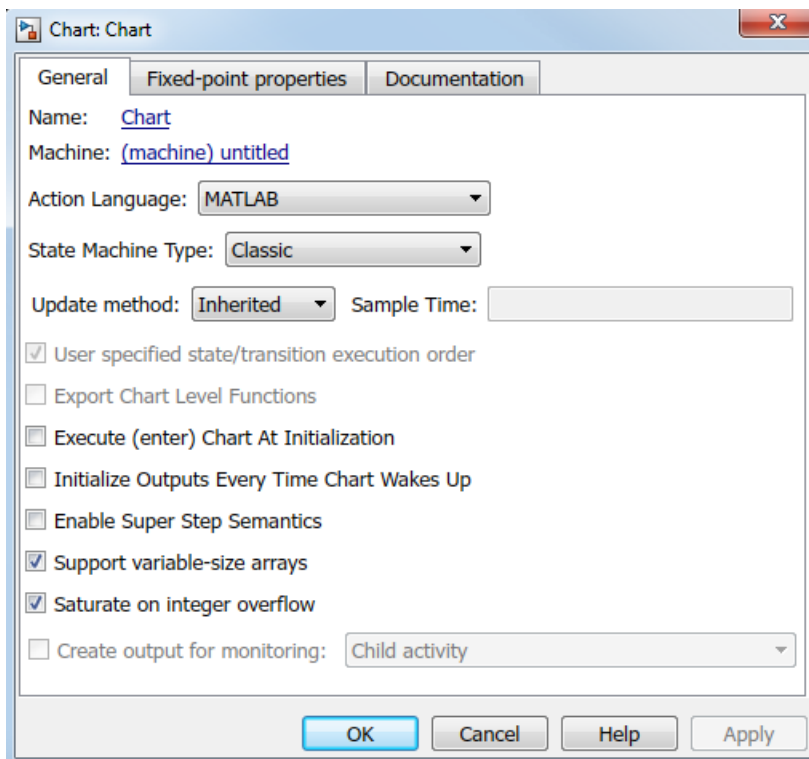 Chart: Chart
General Fixed-point properties Documentation
Name: Chart
Machine: (machine) untitled
Action Language: MATLAB
State Machine Type: Classic
Update method: Inherited Sample Time:
User specified state/transition execution order
Export Chart Level Functions
Execute (enter) Chart At Initialization
Initialize Outputs Every Time Chart Wakes Up
Enable Super Step Semantics
Support variable-size arrays
Saturate on integer overflow
Create output for monitoring: Child activity
OK Cancel Help Apply